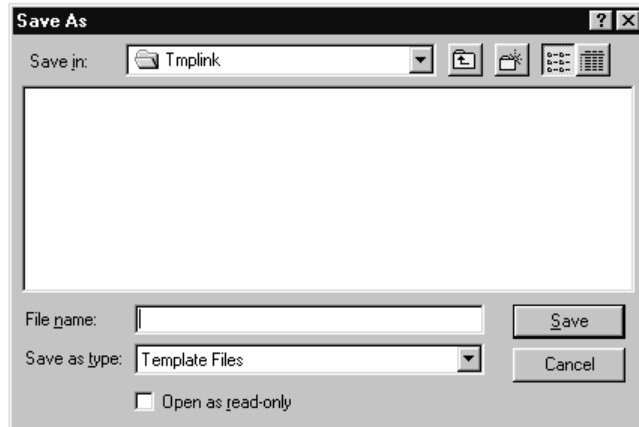 Save As
Save in: Tmplink
File name: Save
Save as type: Template Files Cancel
Open as read-only